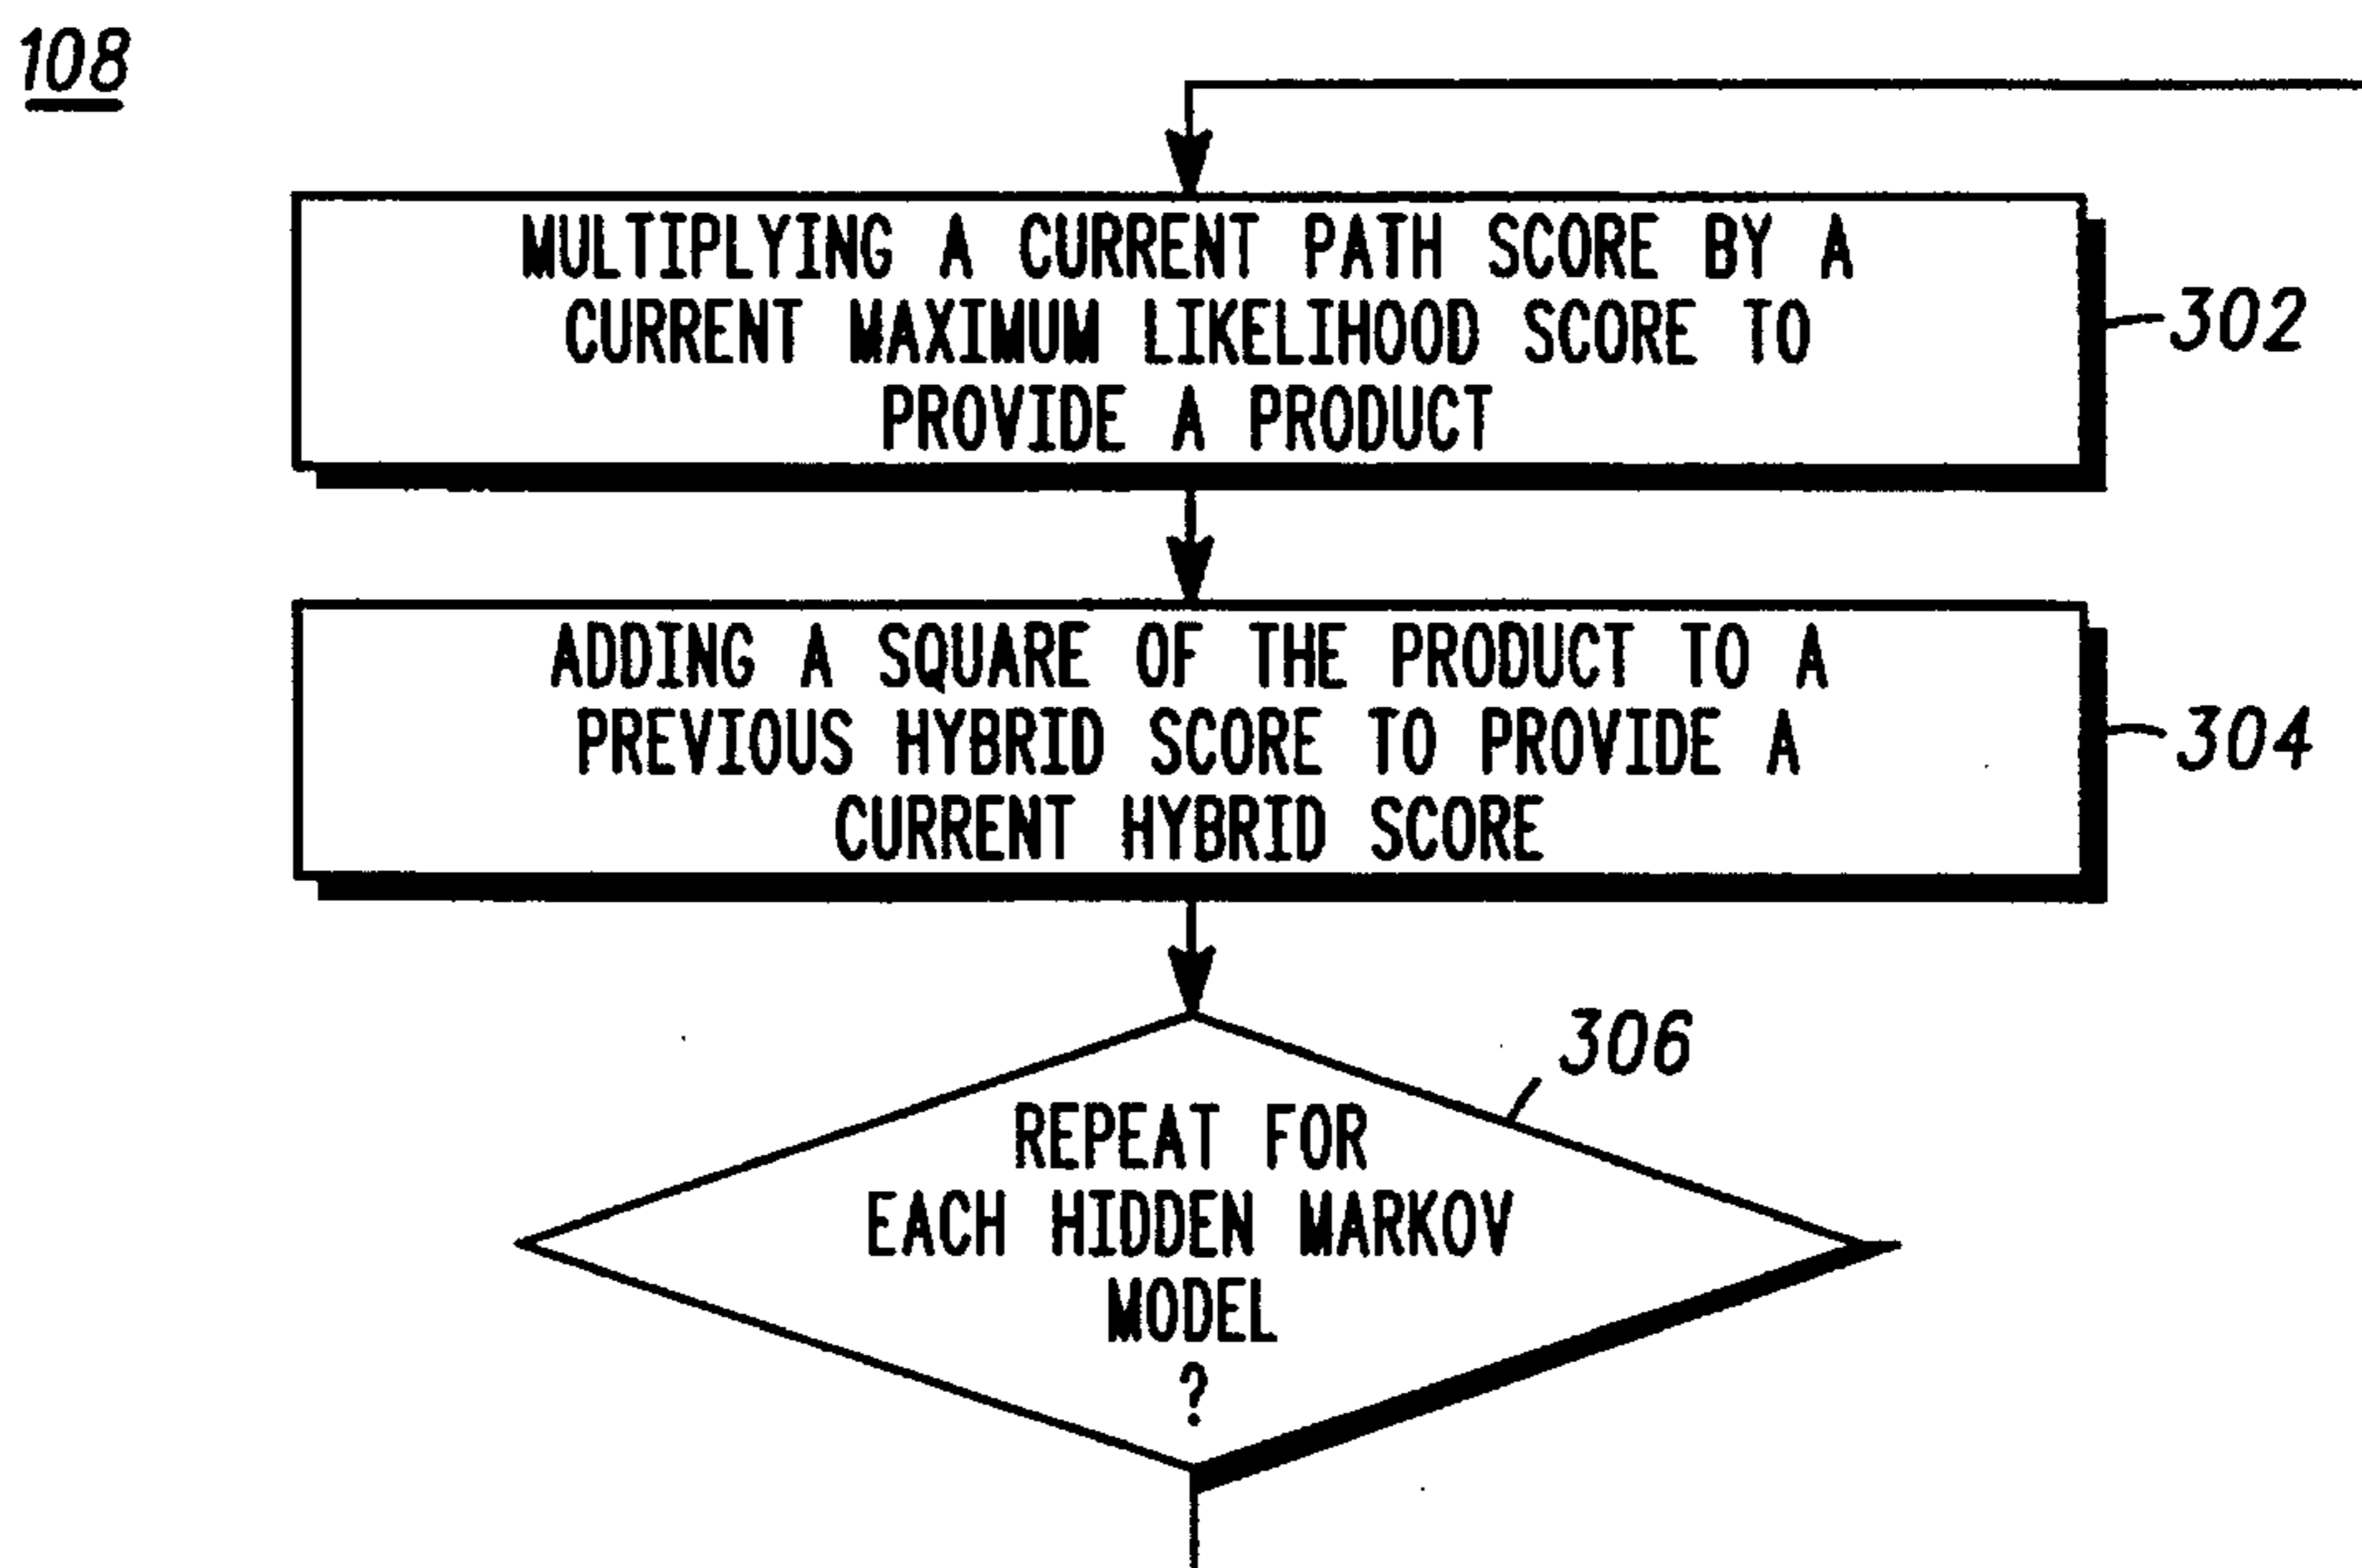 108
MULTIPLYING A CURRENT PATH SCORE BY A
CURRENT MAXIMUM LIKELIHOOD SCORE TO
PROVIDE A PRODUCT
302
ADDING A SQUARE OF THE PRODUCT TO A
PREVIOUS HYBRID SCORE TO PROVIDE A
CURRENT HYBRID SCORE
304
306
REPEAT FOR
EACH HIDDEN MARKOV
MODEL
?